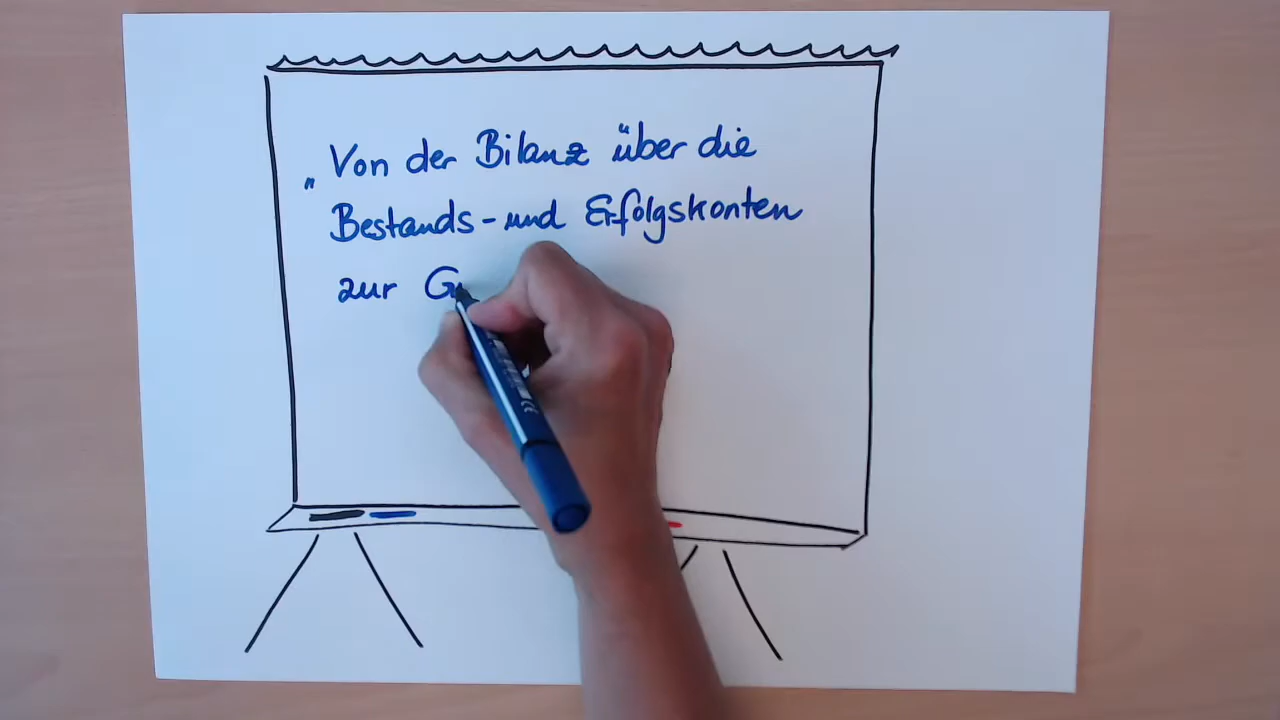 „Von der Bilanz über die
Bestands- und Erfolgskonten
zur G